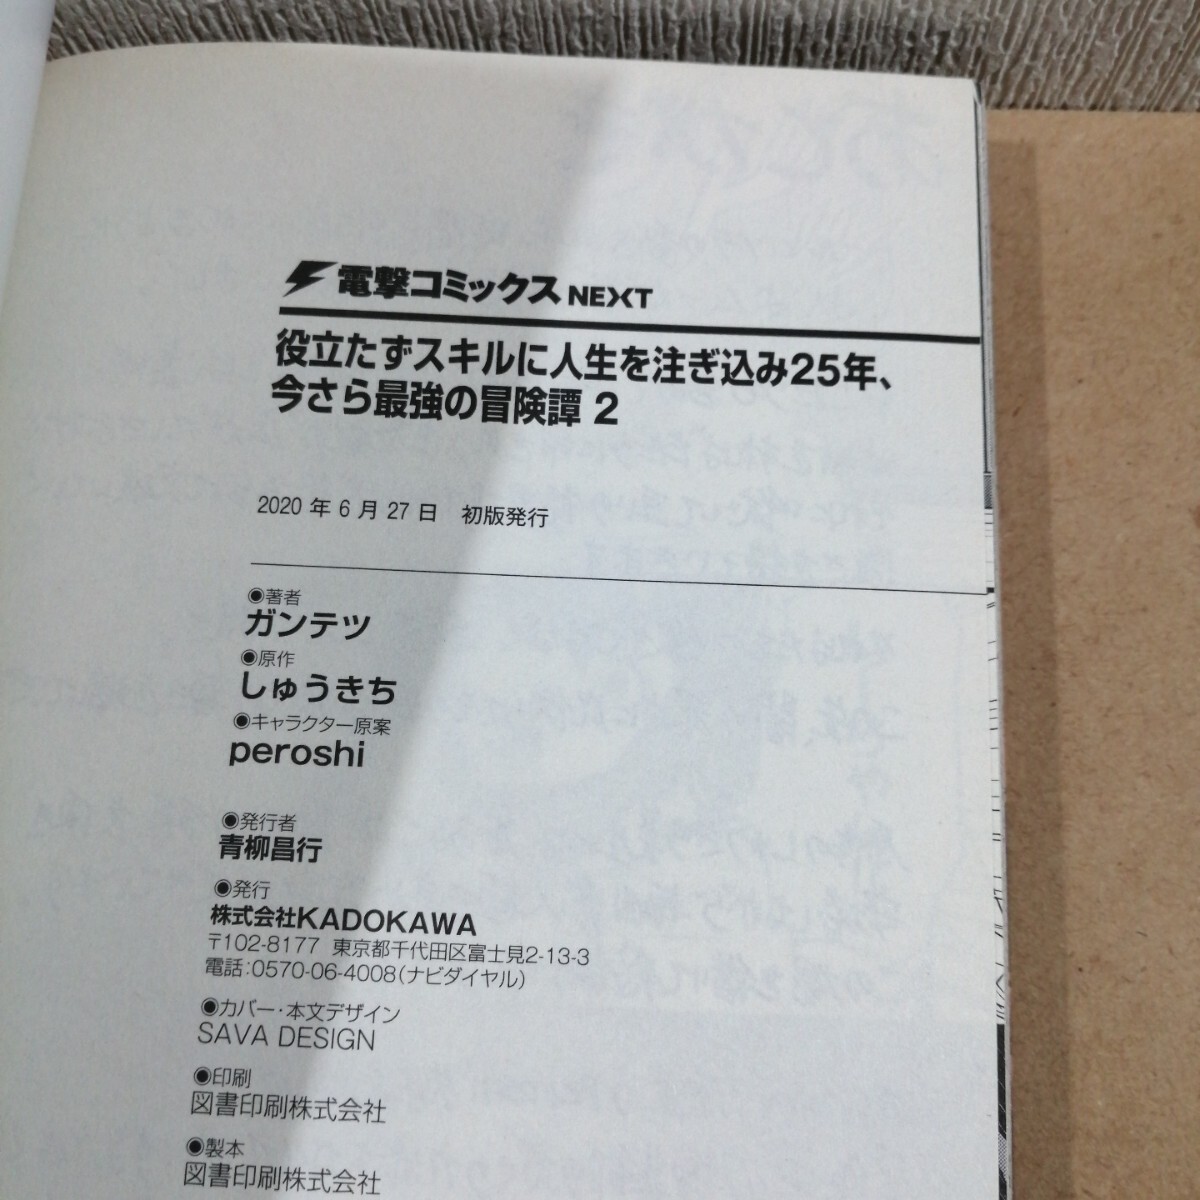 電撃コミックスNEXT
役立たずスキルに人生を注ぎ込み25年、
今さら最強の冒険譚 2
2020年6月27日 初版発行
◉著者
ガンテツ
◉原作
しゅうきち
◉キャラクター原案
peroshi
◉発行者
青柳昌行
◉発行
株式会社KADOKAWA
〒102-8177 東京都千代田区富士見2-13-3
電話:0570-06-4008(ナビダイヤル)
◉カバー・本文デザイン
SAVA DESIGN
◉印刷
図書印刷株式会社
◉製本
図書印刷株式会社